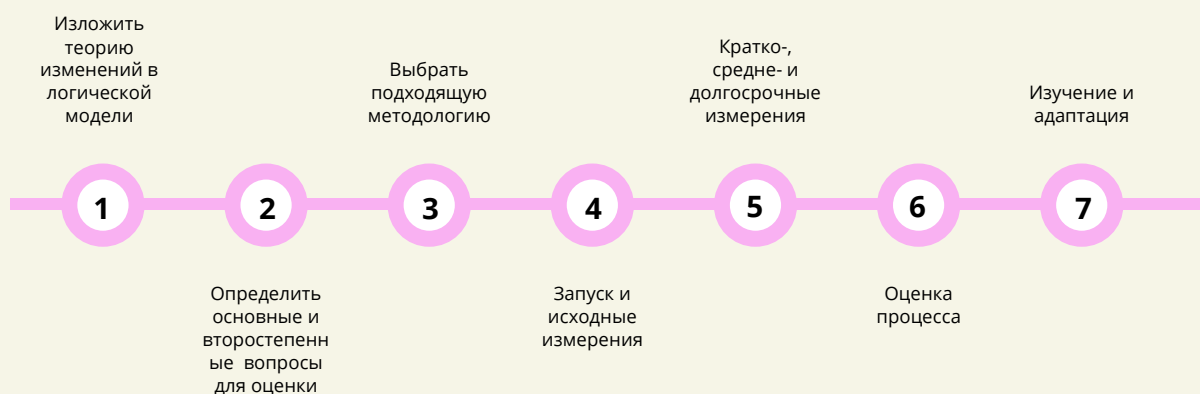 Изложить
теорию
изменений в
логической
модели
Выбрать
подходящую
методологию
Кратко-,
средне- и
долгосрочные
измерения
Изучение и
адаптация
1
2
3
4
5
6
7
Определить
основные и
второстепенн
ые вопросы
для оценки
Запуск и
исходные
измерения
Оценка
процесса